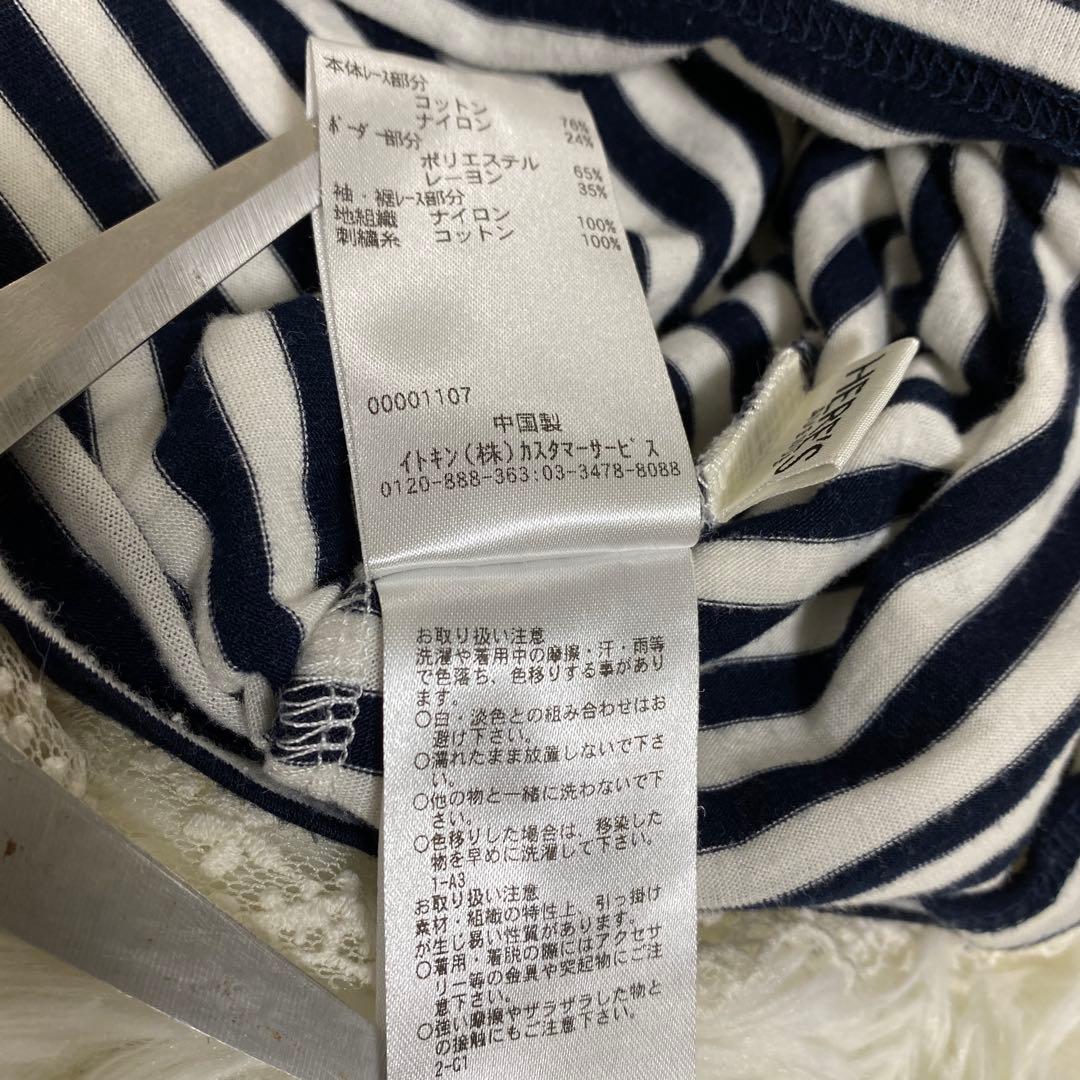 本体ﾚｰｽ部分
コットン 76%
ナイロン 24%
ﾎﾞｰﾀﾞｰ部分
ポリエステル 65%
レーヨン 35%
袖・裾ﾚｰｽ部分
地組織 ナイロン 100%
刺繍糸 コットン 100%
00001107
中国製
イトキン(株)ｶｽﾀﾏｰｻｰﾋﾞｽ
0120-888-363:03-3478-8088
お取り扱い注意
洗濯や着用中の摩擦・汗・雨等
で色落ち、色移りする事があり
ます。
○白・淡色との組み合わせはお
避け下さい。
○濡れたまま放置しないで下さ
い。
○他の物と一緒に洗わないで下
さい。
○色移りした場合は、移染した
物を早めに洗濯して下さい。
1-A3
お取り扱い注意
素材・組織の特性上、引っ掛け
が生じ易い性質があります。
○着用・着脱の際にはアクセサ
リー等の金具や突起物にご注
意下さい。
○強い摩擦やザラザラした物と
の接触にもご注意下さい。
2-G1